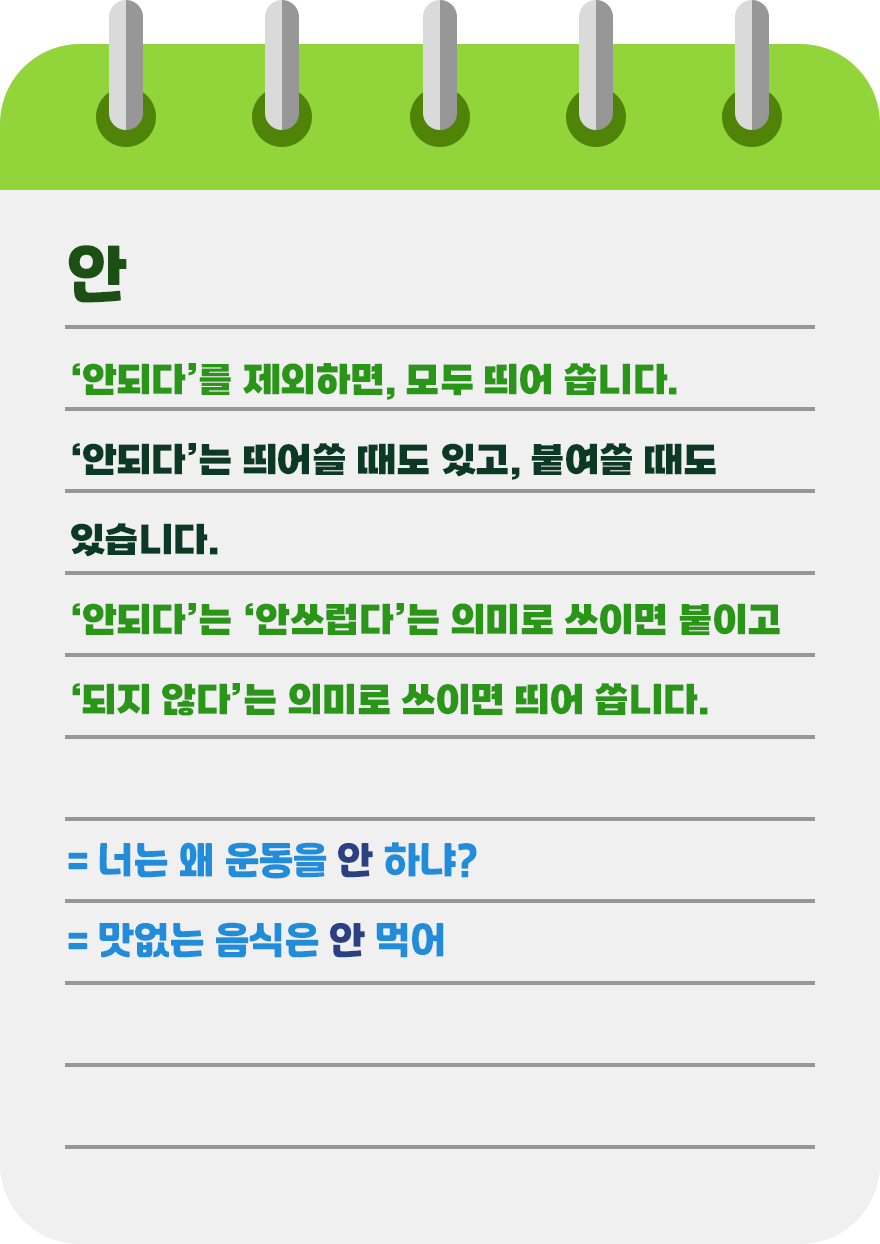 안
‘안되다’를 제외하면, 모두 띄어 씁니다.
‘안되다’는 띄어쓸 때도 있고, 붙여쓸 때도
있습니다.
‘안되다’는 ‘안쓰럽다’는 의미로 쓰이면 붙이고
‘되지 않다’는 의미로 쓰이면 띄어 씁니다.
= 너는 왜 운동을 안 하냐?
= 맛없는 음식은 안 먹어